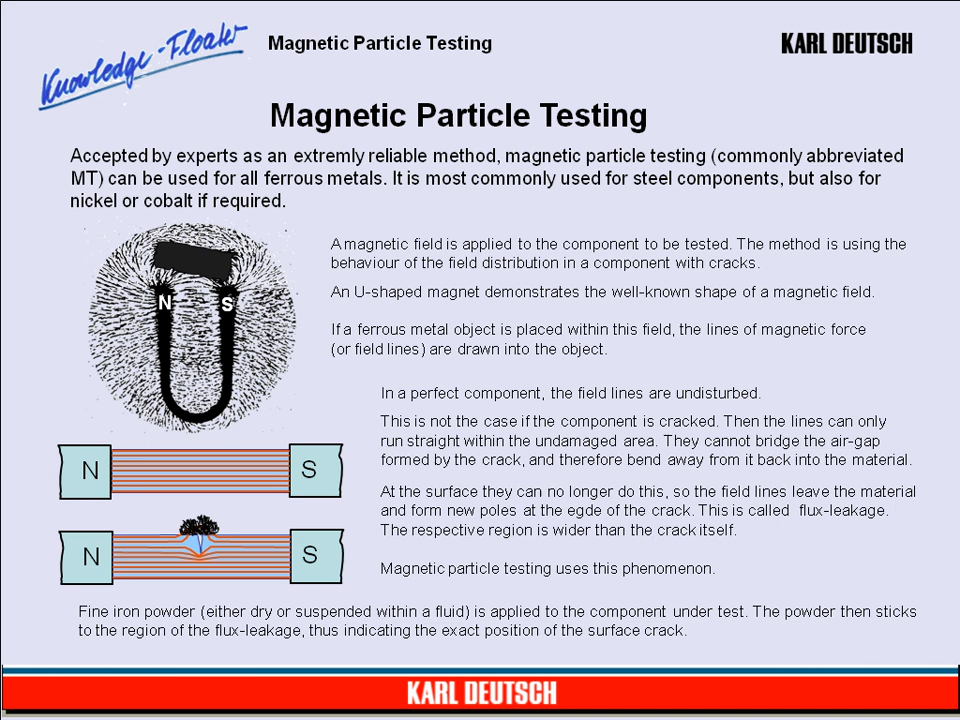 Knowledge-Floater
Magnetic Particle Testing
KARL DEUTSCH
Magnetic Particle Testing
Accepted by experts as an extremly reliable method, magnetic particle testing (commonly abbreviated
MT) can be used for all ferrous metals. It is most commonly used for steel components, but also for
nickel or cobalt if required.
A magnetic field is applied to the component to be tested. The method is using the
behaviour of the field distribution in a component with cracks.
An U-shaped magnet demonstrates the well-known shape of a magnetic field.
N S
If a ferrous metal object is placed within this field, the lines of magnetic force
(or field lines) are drawn into the object.
In a perfect component, the field lines are undisturbed.
This is not the case if the component is cracked. Then the lines can only
run straight within the undamaged area. They cannot bridge the air-gap
formed by the crack, and therefore bend away from it back into the material.
N S
At the surface they can no longer do this, so the field lines leave the material
and form new poles at the egde of the crack. This is called flux-leakage.
The respective region is wider than the crack itself.
N S
Magnetic particle testing uses this phenomenon.
Fine iron powder (either dry or suspended within a fluid) is applied to the component under test. The powder then sticks
to the region of the flux-leakage, thus indicating the exact position of the surface crack.
KARL DEUTSCH